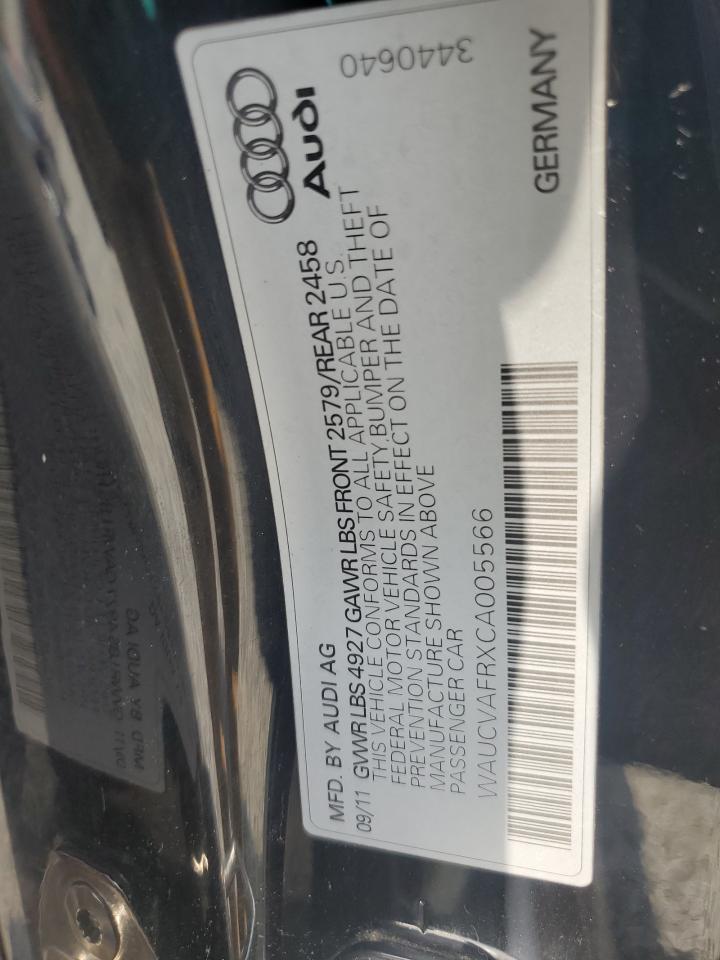 3440640
Audi
GERMANY
MFD. BY AUDI AG
09/11 GVWR LBS 4927 GAWR LBS FRONT 2579/REAR 2458
THIS VEHICLE CONFORMS TO ALL APPLICABLE U.S.
FEDERAL MOTOR VEHICLE SAFETY, BUMPER AND THEFT
PREVENTION STANDARDS IN EFFECT ON THE DATE OF
MANUFACTURE SHOWN ABOVE
PASSENGER CAR
WAUCVAFRXCA005566